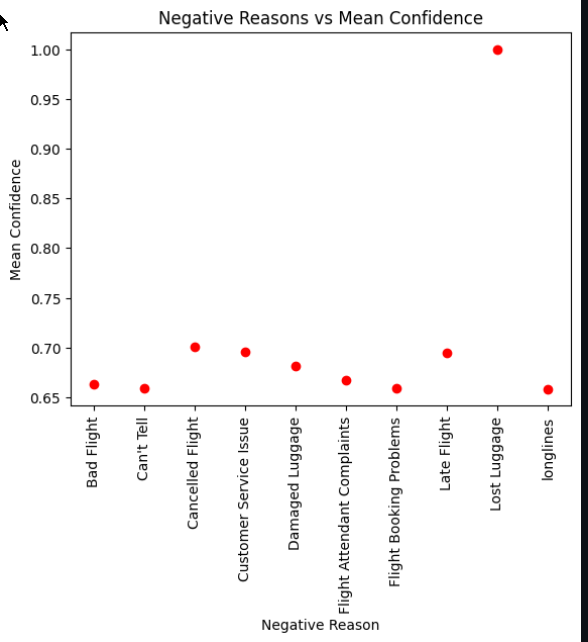 Negative Reasons vs Mean Confidence
Mean Confidence
1.00
0.95
0.90
0.85
0.80
0.75
0.70
0.65
Bad Flight
Can't Tell
Cancelled Flight
Customer Service Issue
Damaged Luggage
Flight Attendant Complaints
Flight Booking Problems
Late Flight
Lost Luggage
longlines
Negative Reason